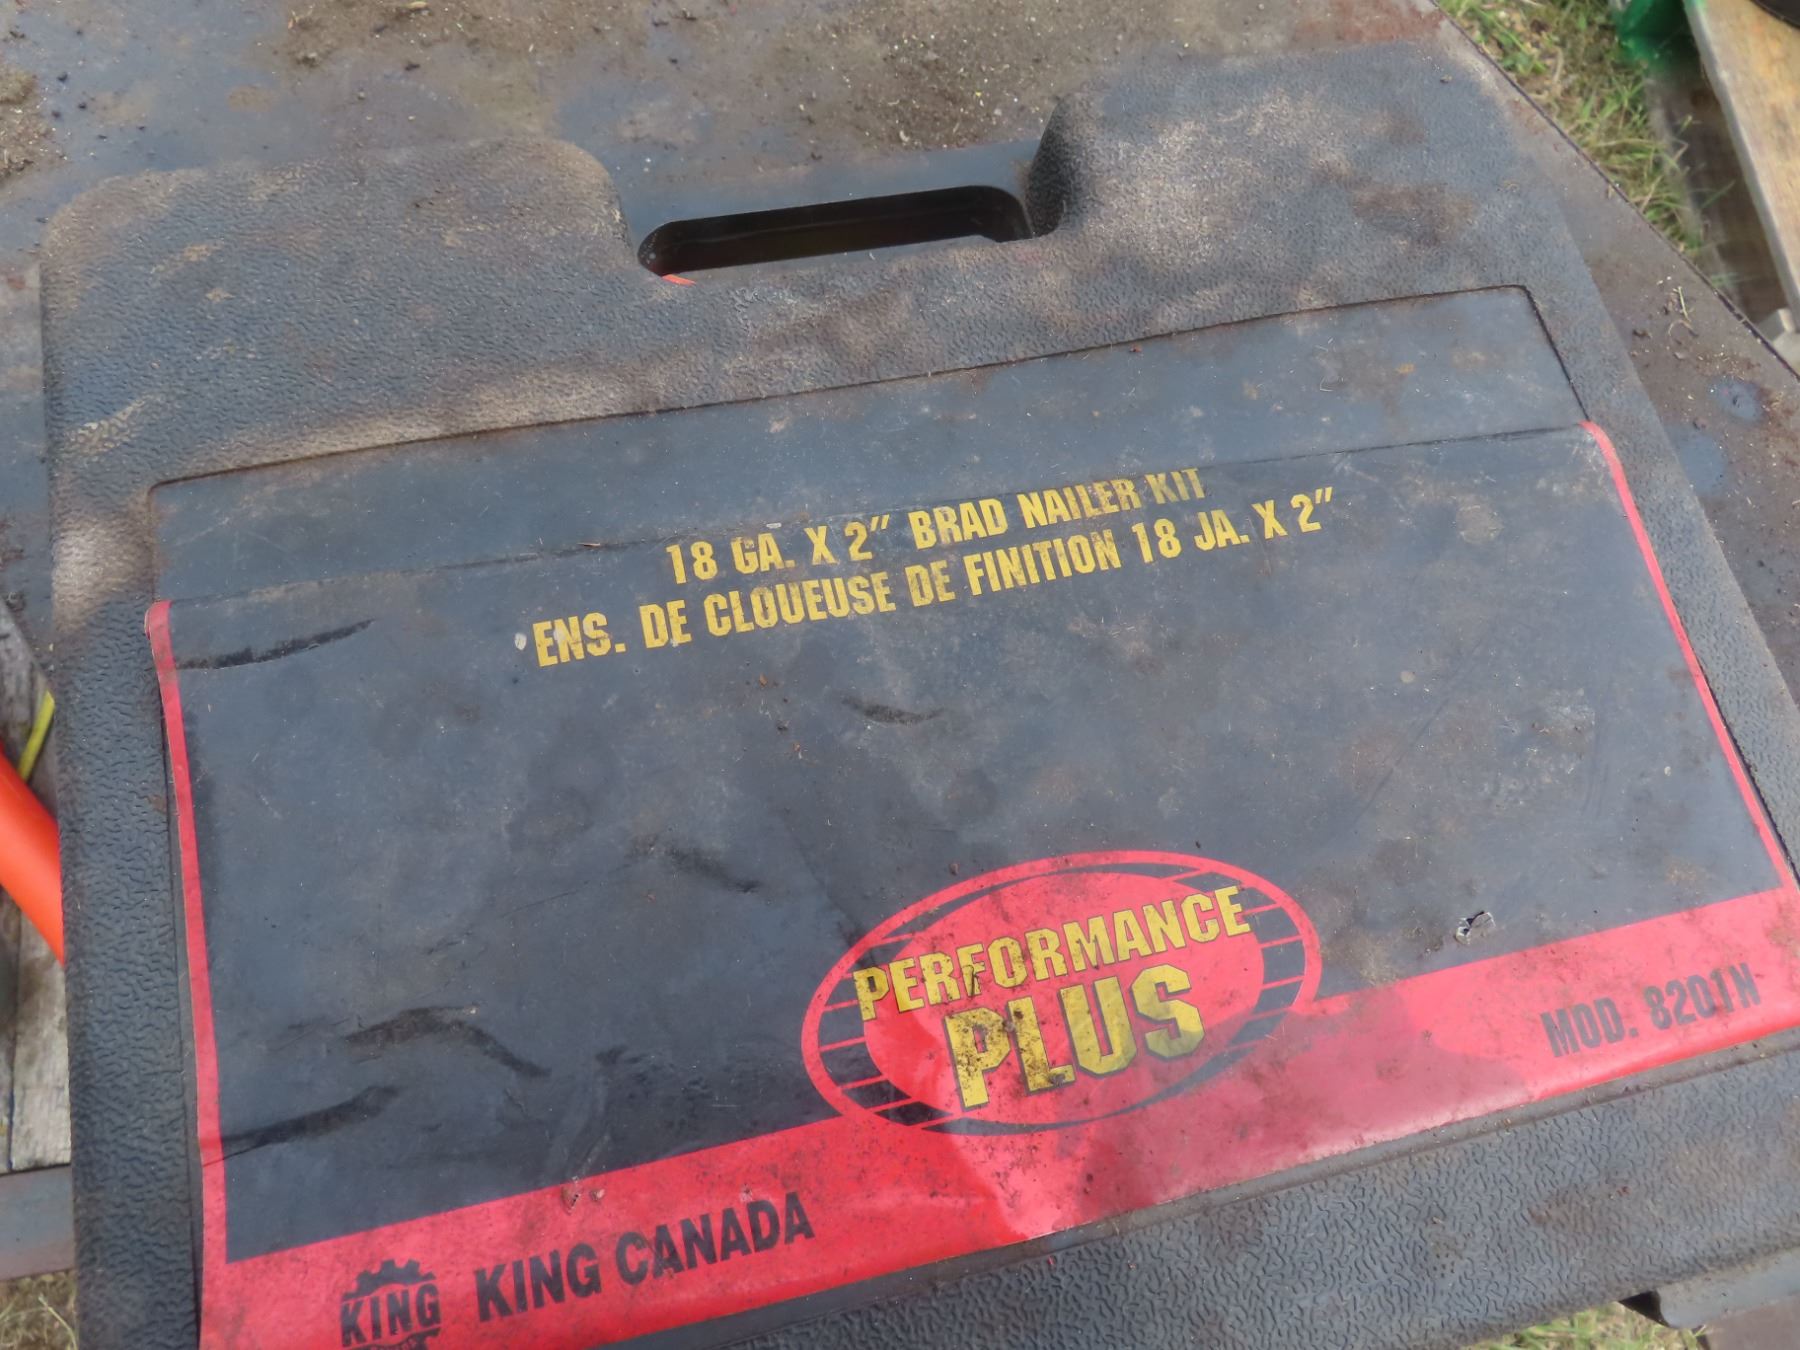 18 GA. X 2" BRAD NAILER KIT
ENS. DE CLOUEUSE DE FINITION 18 JA. X 2"
PERFORMANCE
PLUS
MOD. 8201N
KING CANADA
KING